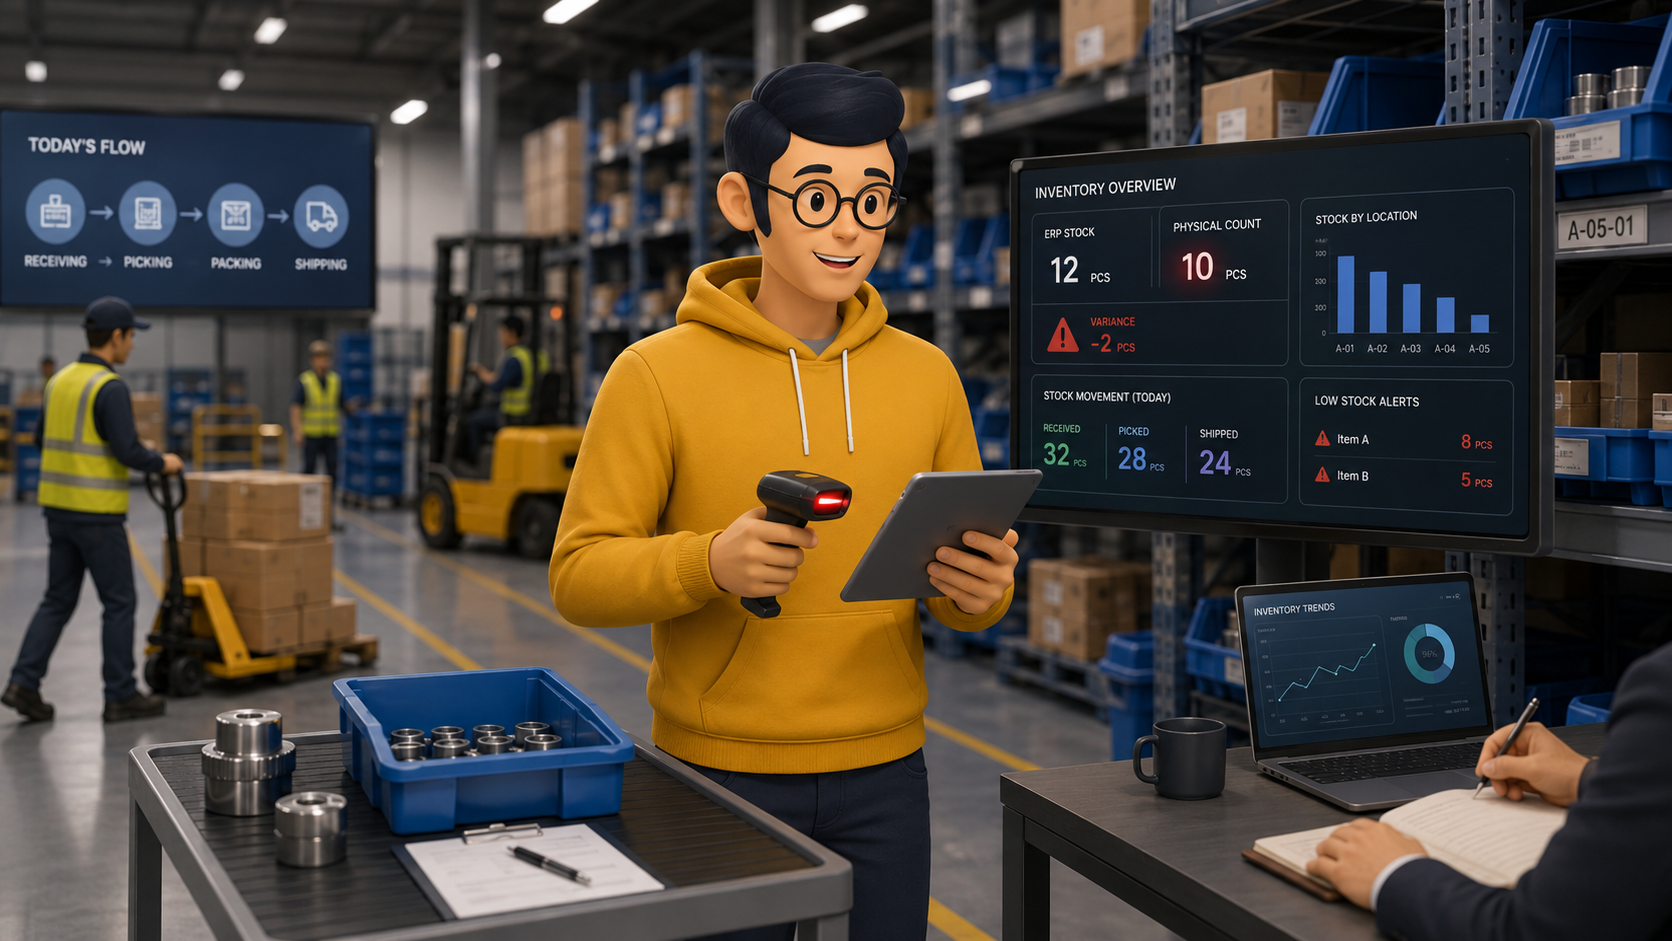 TODAY'S FLOW
RECEIVING → PICKING PACKING SHIPPING
INVENTORY OVERVIEW
ERP STOCK
12 PCS
PHYSICAL COUNT
10 PCS
VARIANCE
-2 PCS
STOCK BY LOCATION
A-01 A-02 A-03 A-04 A-05
STOCK MOVEMENT (TODAY)
RECEIVED
32 PCS
PICKED
28 PCS
SHIPPED
24 PCS
LOW STOCK ALERTS
Item A 8 PCS
Item B 5 PCS
A-05-01
INVENTORY TRENDS
96%